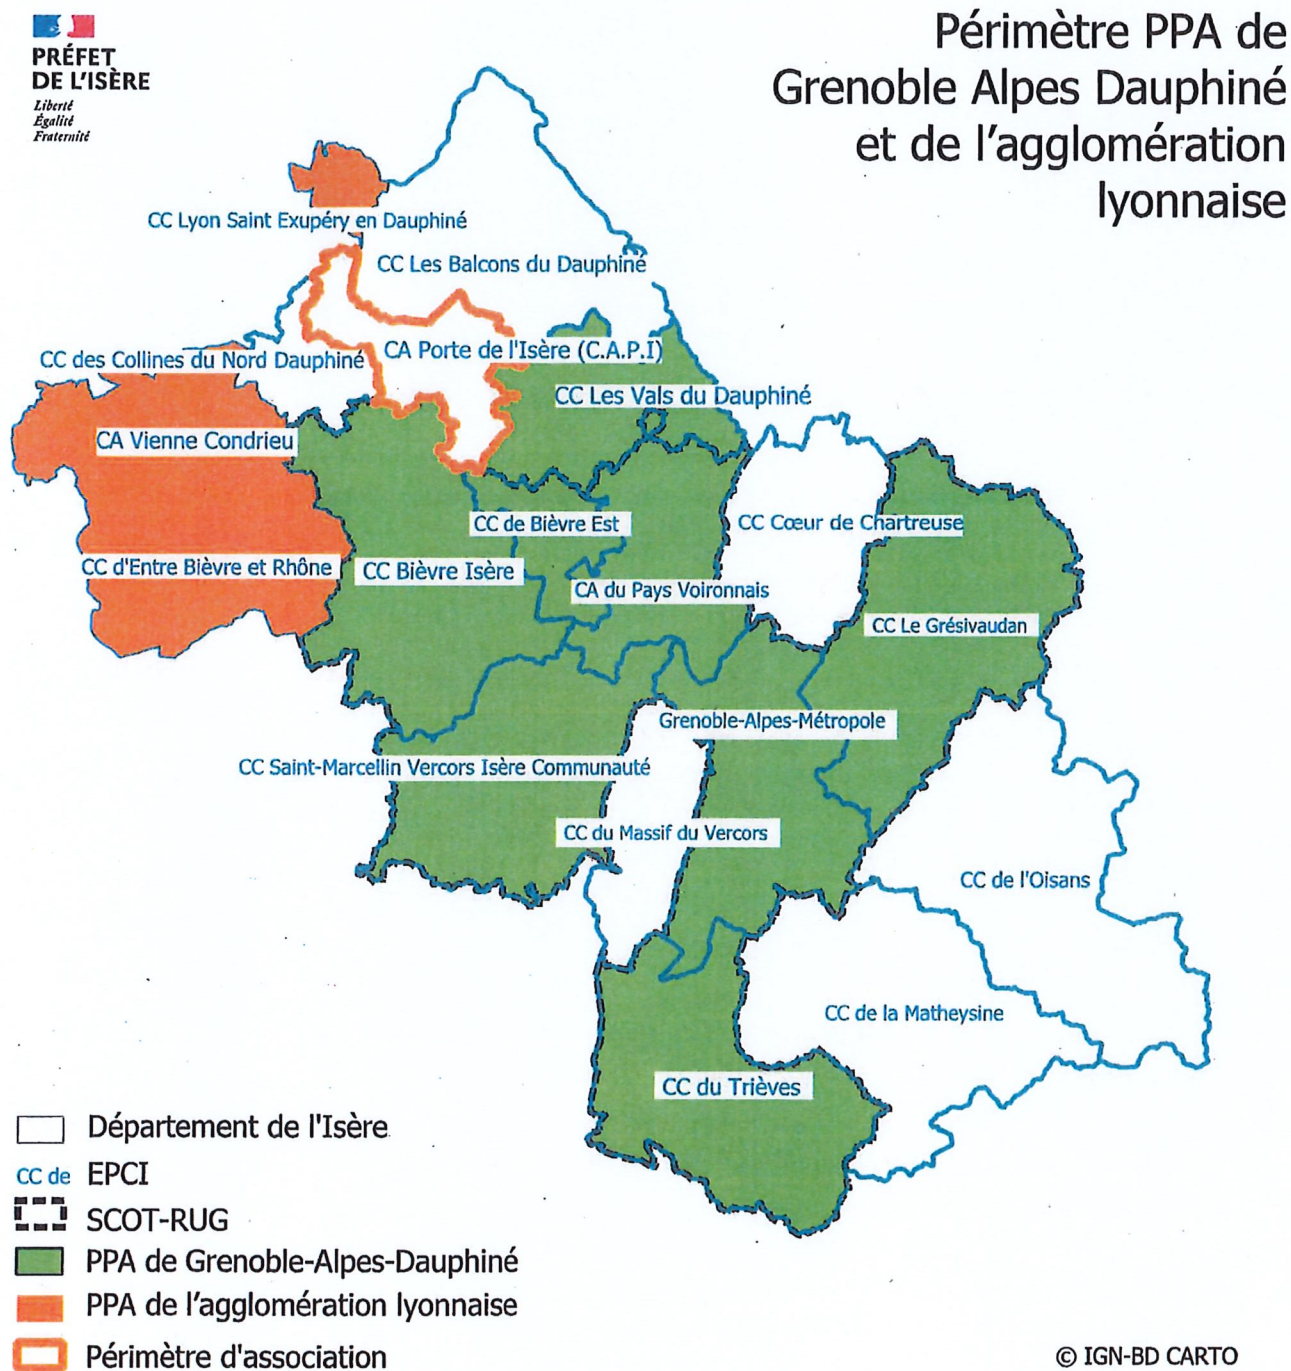 PRÉFET
DE L'ISÈRE
Liberté
Égalité
Fraternité
Périmètre PPA de
Grenoble Alpes Dauphiné
et de l'agglomération
lyonnaise
CC Lyon Saint Exupéry en Dauphiné
CC Les Balcons du Dauphiné
CC des Collines du Nord Dauphiné
CA Porte de l'Isère (C.A.P.I)
CC Les Vals du Dauphiné
CA Vienne Condrieu
CC de Bièvre Est
CC Cœur de Chartreuse
CC d'Entre Bièvre et Rhône
CC Bièvre Isère
CA du Pays Voironnais
CC Le Grésivaudan
Grenoble-Alpes-Métropole
CC Saint-Marcellin Vercors Isère Communauté
CC du Massif du Vercors
CC de l'Oisans
CC de la Matheysine
CC du Trièves
Département de l'Isère
CC de EPCI
SCOT-RUG
PPA de Grenoble-Alpes-Dauphiné
PPA de l'agglomération lyonnaise
Périmètre d'association
© IGN-BD CARTO